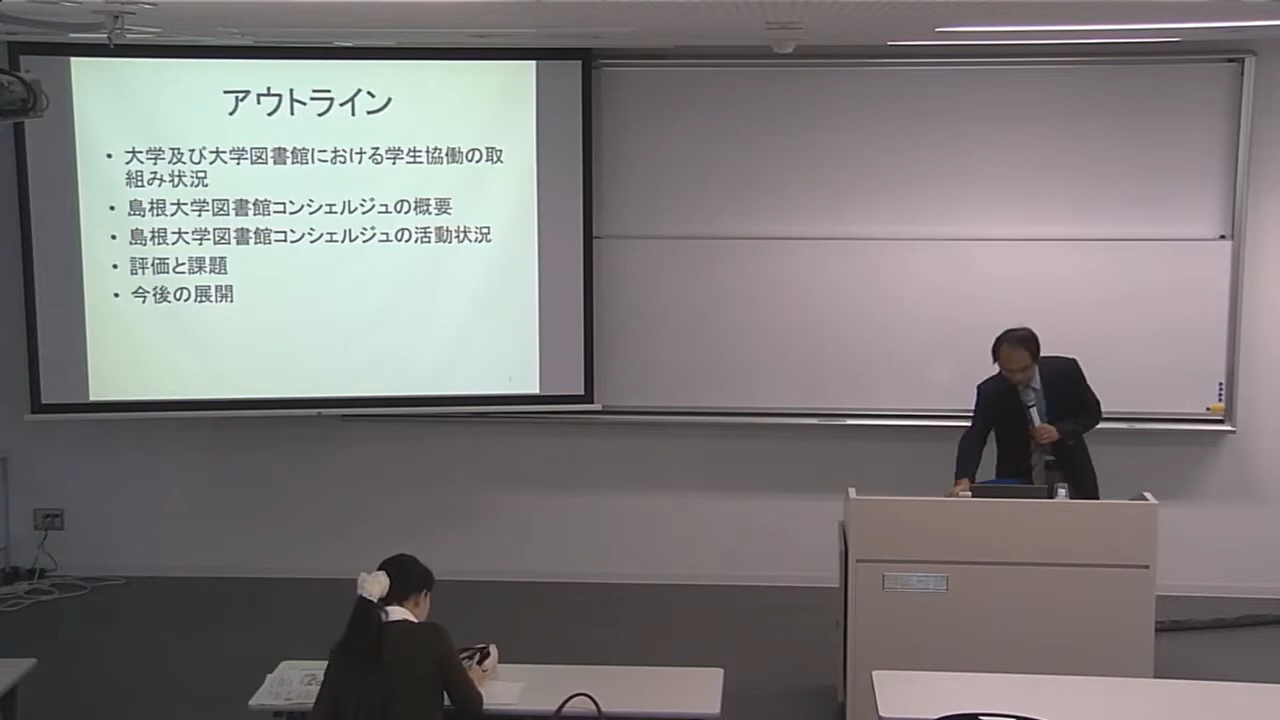 アウトライン
• 大学及び大学図書館における学生協働の取
組み状況
• 島根大学図書館コンシェルジュの概要
• 島根大学図書館コンシェルジュの活動状況
• 評価と課題
• 今後の展開